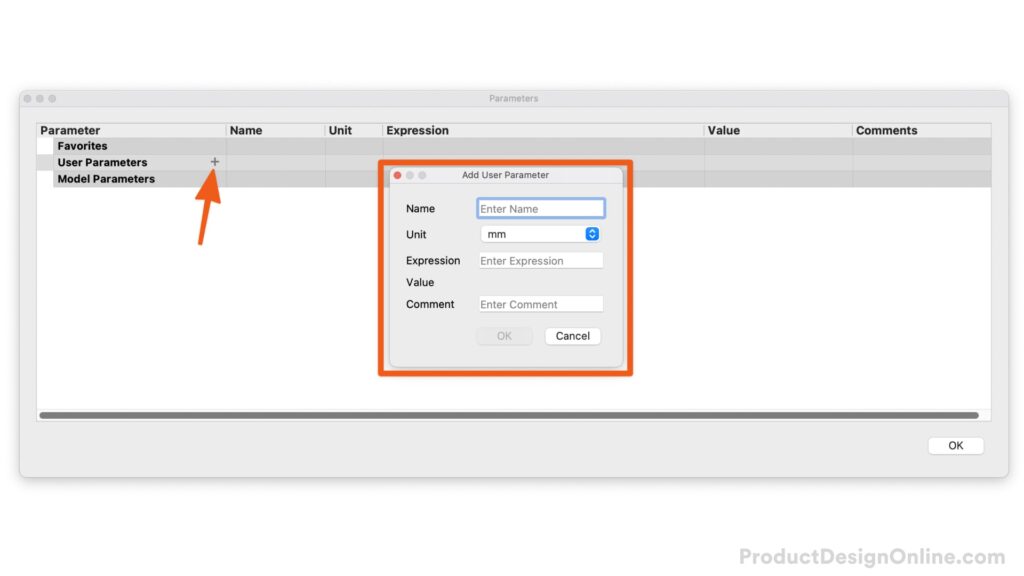 Parameters
Parameter Name Unit Expression Value Comments
Favorites
User Parameters +
Model Parameters
Add User Parameter
Name Enter Name
Unit mm
Expression Enter Expression
Value
Comment Enter Comment
OK Cancel
OK
ProductDesignOnline.com